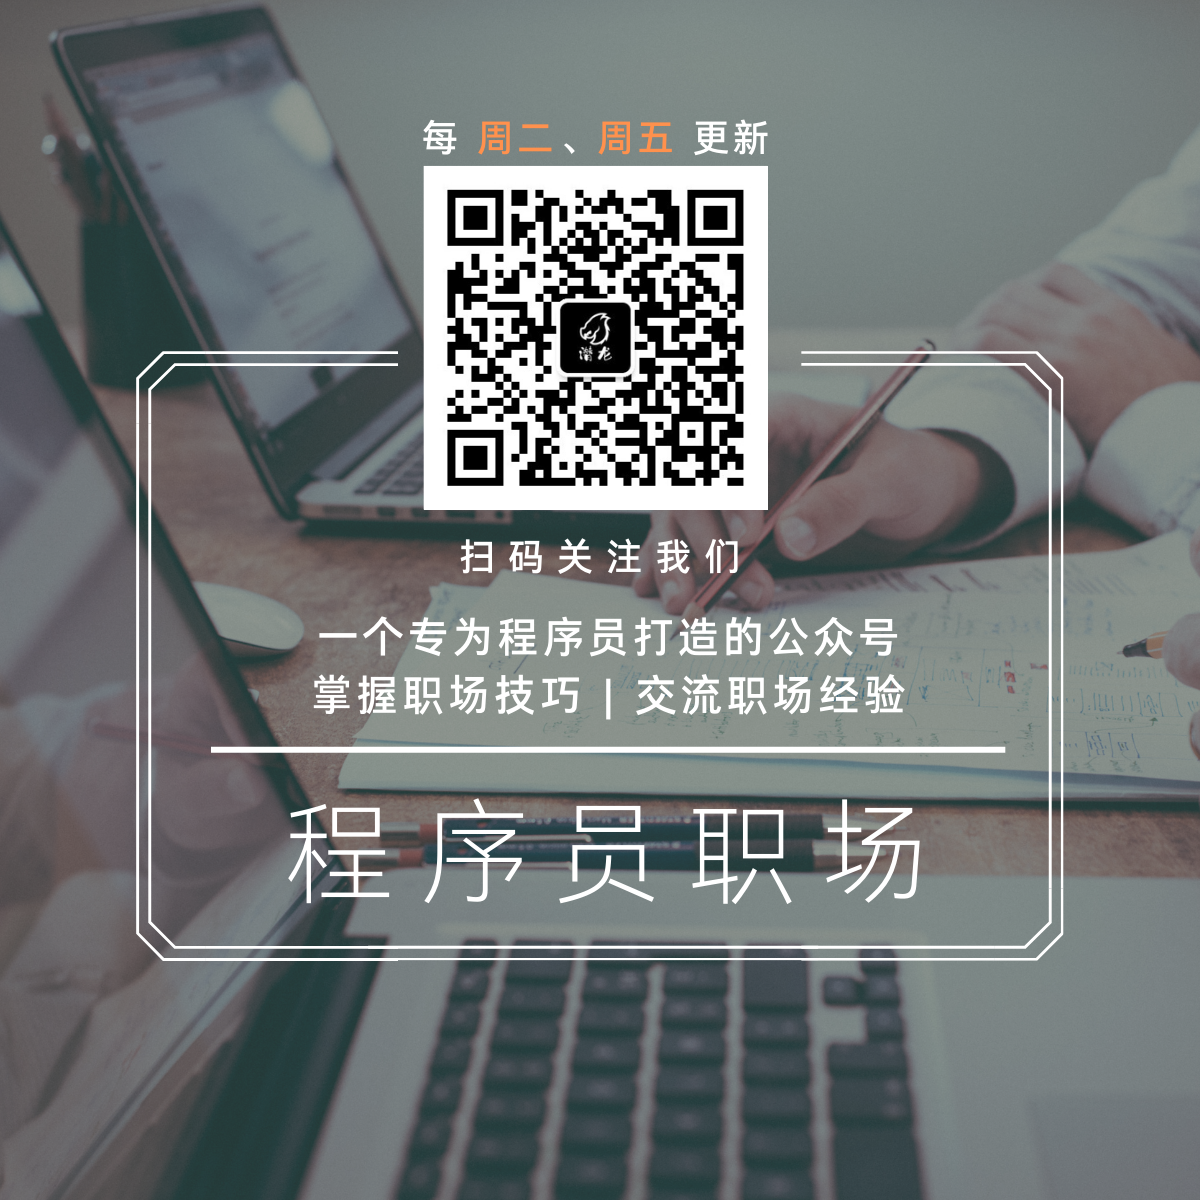 每 周二、周五 更新
潜龙
扫码关注我们
一个专为程序员打造的公众号
掌握职场技巧 | 交流职场经验
程序员职场